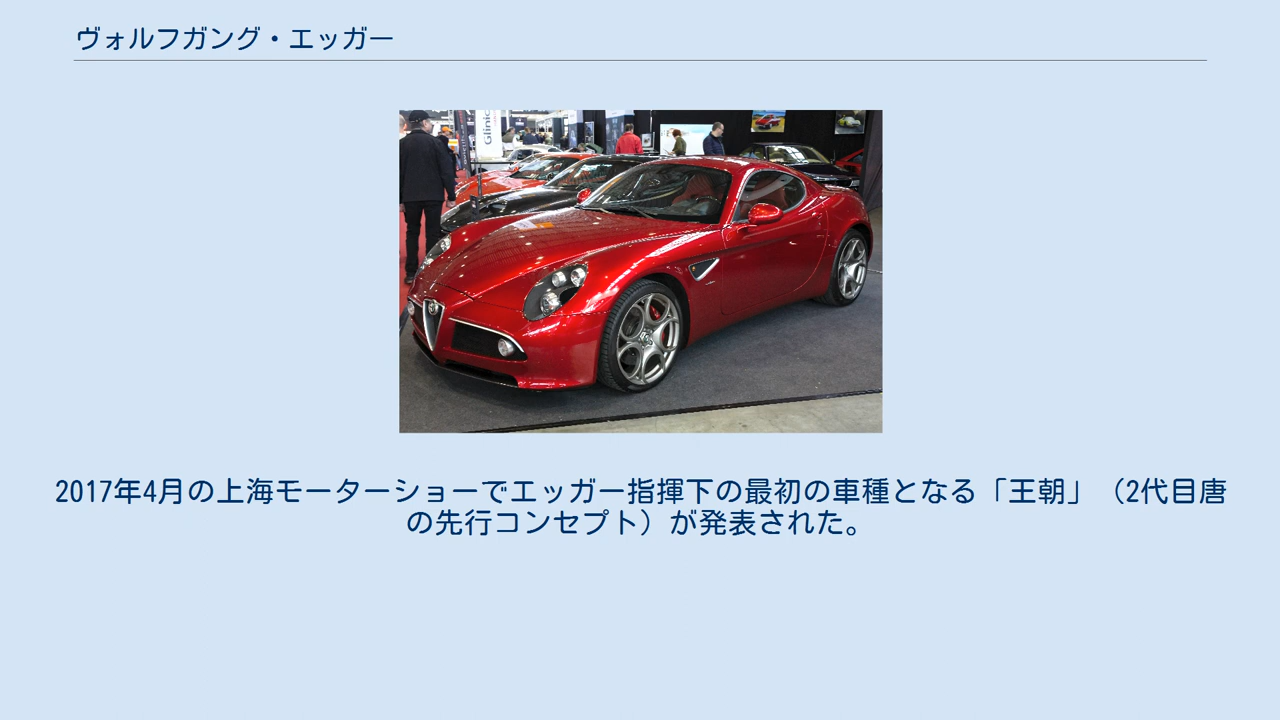 ヴォルフガング・エッガー
Glinic
2017年4月の上海モーターショーでエッガー指揮下の最初の車種となる「王朝」（2代目唐
の先行コンセプト）が発表された。